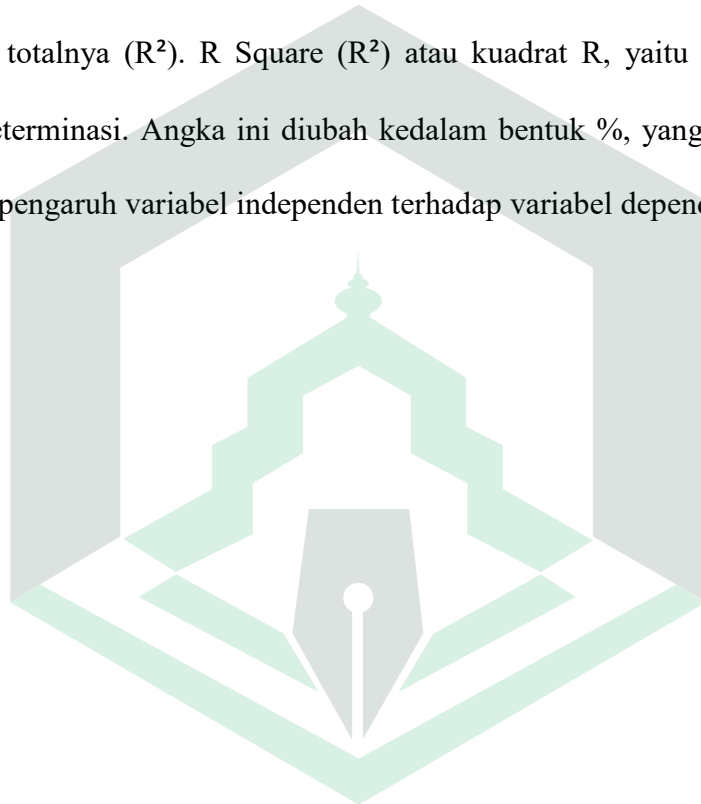 totalnya (R²). R Square (R²) atau kuadrat R, yaitu
eterminasi. Angka ini diubah kedalam bentuk %, yang
pengaruh variabel independen terhadap variabel depen